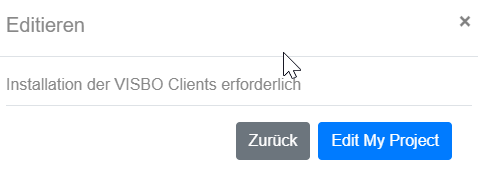 Editieren
×
Installation der VISBO Clients erforderlich
Zurück
Edit My Project